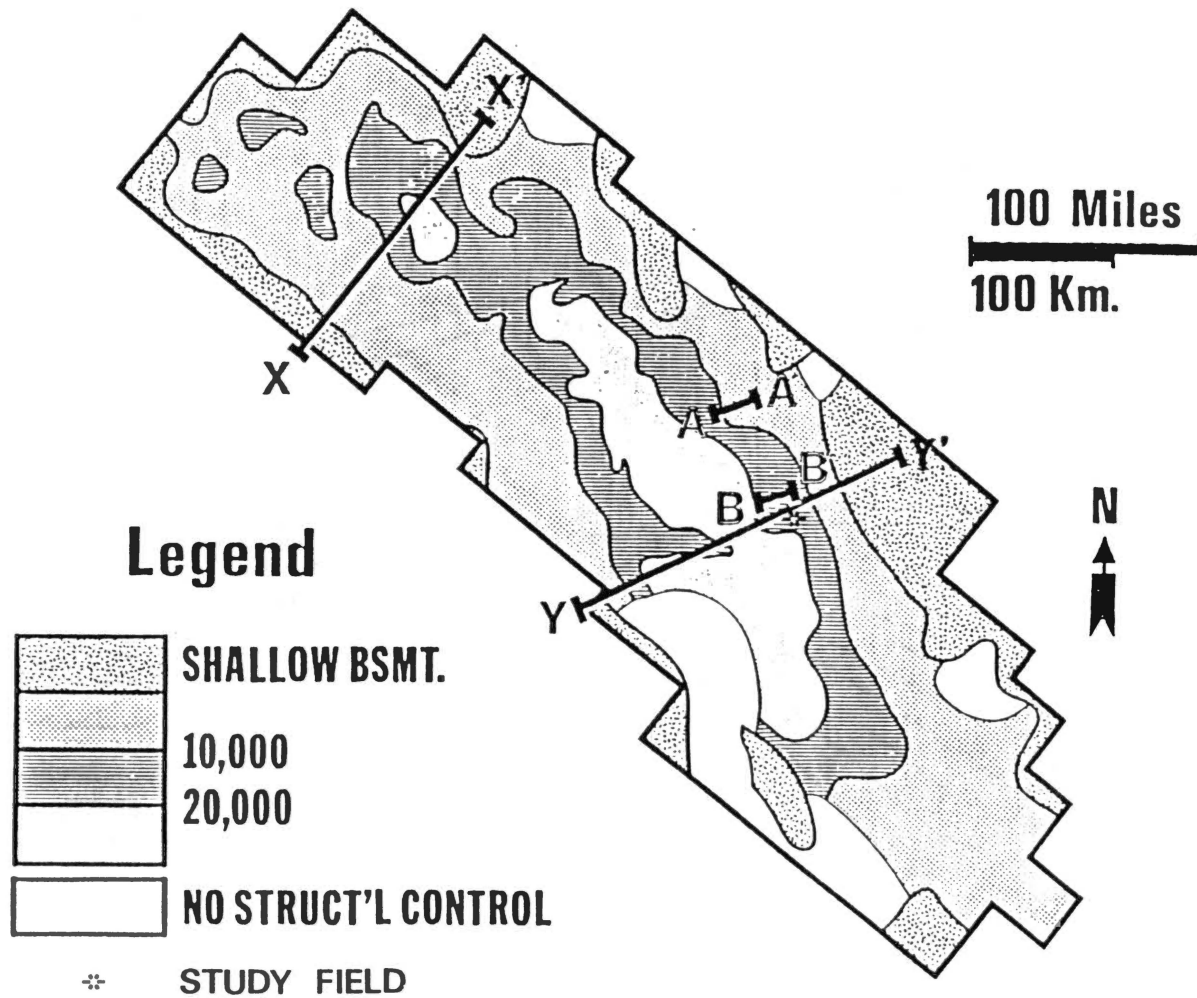 X'
X
100 Miles
100 Km.
A A'
B B
Y'
Y
N
Legend
SHALLOW BSMT.
10,000
20,000
NO STRUCT'L CONTROL
STUDY FIELD